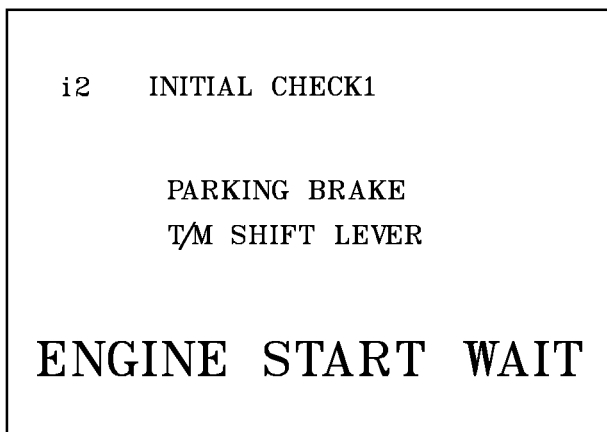 i2 INITIAL CHECK1
PARKING BRAKE
T/M SHIFT LEVER
ENGINE START WAIT